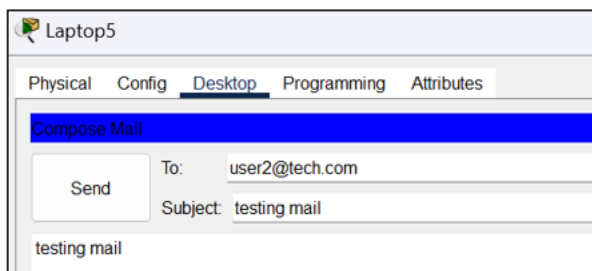 Laptop5
Physical Config Desktop Programming Attributes
Compose Mail
Send
To: user2@tech.com
Subject: testing mail
testing mail